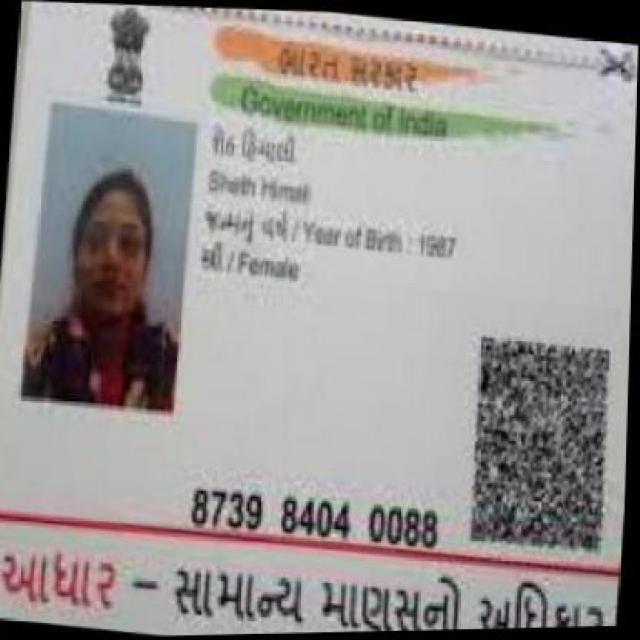 ભારત સરકાર
Government of India
શેઠ હિમાલી
Sheth Himali
જન્મનું વર્ષ / Year of Birth : 1987
સ્ત્રી / Female
8739 8404 0088
આધાર – સામાન્ય માણસનો અધિકાર